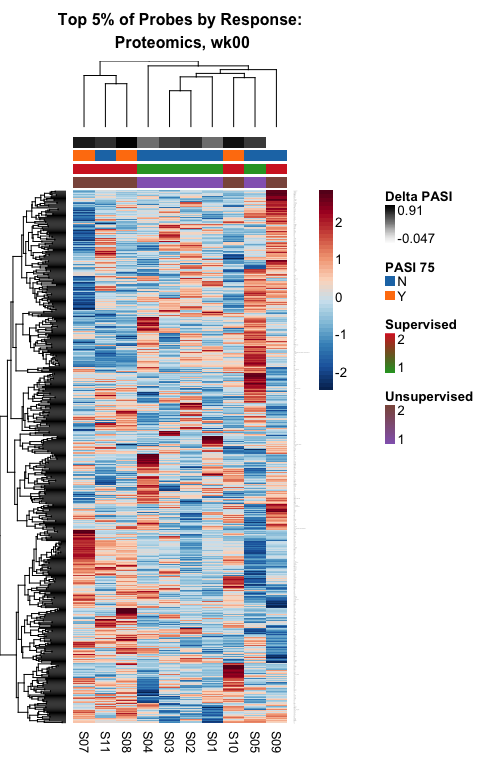 Top 5% of Probes by Response:
Proteomics, wk00
Delta PASI
0.91
-0.047
PASI 75
N
Y
Supervised
2
1
Unsupervised
2
1
2
1
0
-1
-2
S07
S11
S08
S04
S03
S02
S01
S10
S05
S09